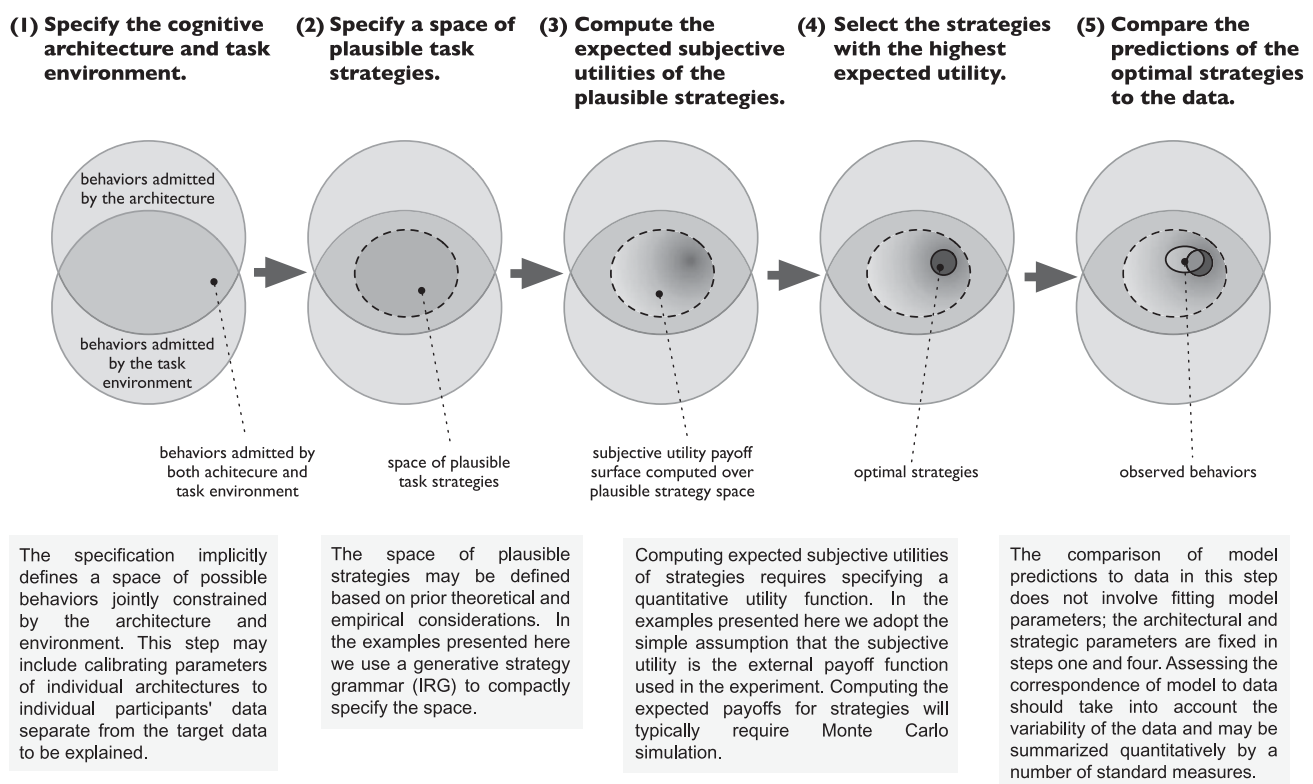 (1) Specify the cognitive
architecture and task
environment.
(2) Specify a space of
plausible task
strategies.
(3) Compute the
expected subjective
utilities of the
plausible strategies.
(4) Select the strategies
with the highest
expected utility.
(5) Compare the
predictions of the
optimal strategies
to the data.
behaviors admitted
by the architecture
behaviors admitted
by the task
environment
behaviors admitted by
both achitecure and
task environment
space of plausible
task strategies
subjective utility payoff
surface computed over
plausible strategy space
optimal strategies
observed behaviors
The specification implicitly
defines a space of possible
behaviors jointly constrained
by the architecture and
environment. This step may
include calibrating parameters
of individual architectures to
individual participants' data
separate from the target data
to be explained.
The space of plausible
strategies may be defined
based on prior theoretical and
empirical considerations. In
the examples presented here
we use a generative strategy
grammar (IRG) to compactly
specify the space.
Computing expected subjective utilities
of strategies requires specifying a
quantitative utility function. In the
examples presented here we adopt the
simple assumption that the subjective
utility is the external payoff function
used in the experiment. Computing the
expected payoffs for strategies will
typically require Monte Carlo
simulation.
The comparison of model
predictions to data in this step
does not involve fitting model
parameters; the architectural and
strategic parameters are fixed in
steps one and four. Assessing the
correspondence of model to data
should take into account the
variability of the data and may be
summarized quantitatively by a
number of standard measures.